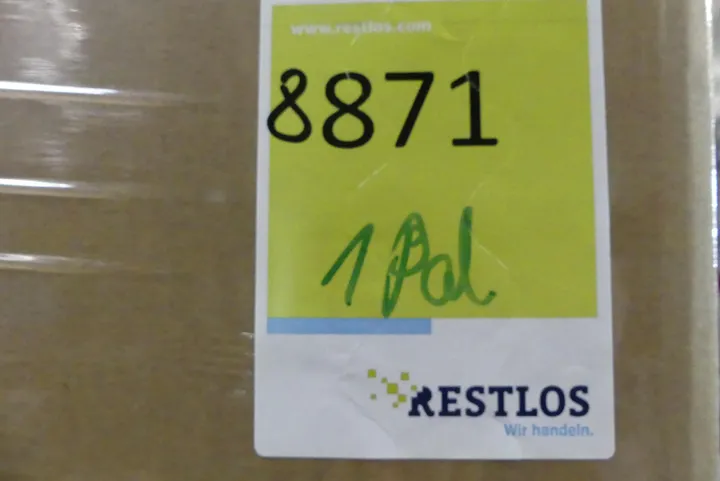 www.restlos.com
8871
1 Pal
RESTLOS
Wir handeln.